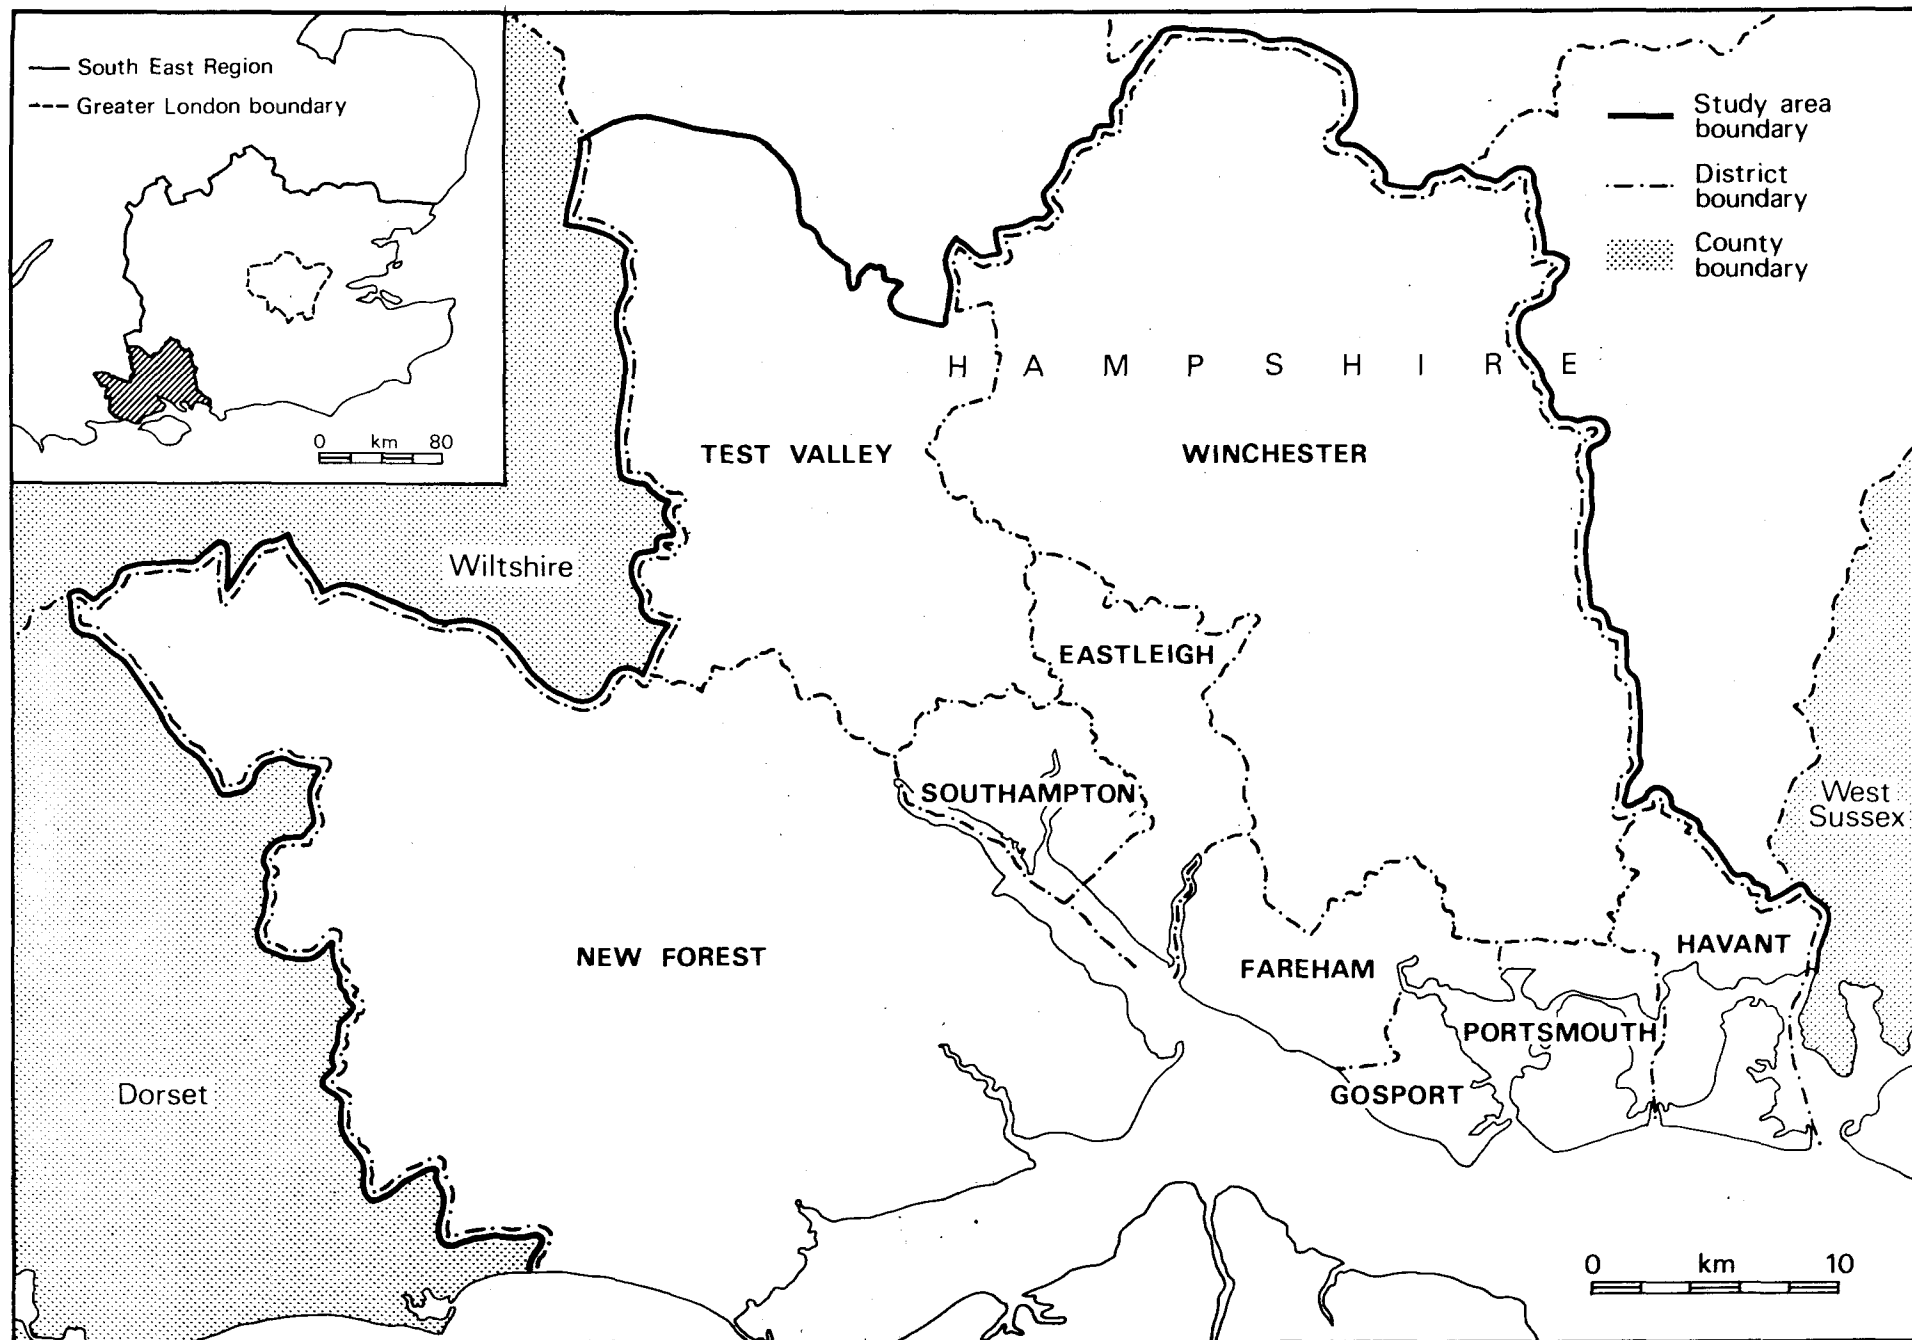 South East Region
Greater London boundary
0 km 80
Study area
boundary
District
boundary
County
boundary
H A M P S H I R E
TEST VALLEY
WINCHESTER
Wiltshire
EASTLEIGH
SOUTHAMPTON
West
Sussex
NEW FOREST
FAREHAM
HAVANT
PORTSMOUTH
Dorset
GOSPORT
0 km 10